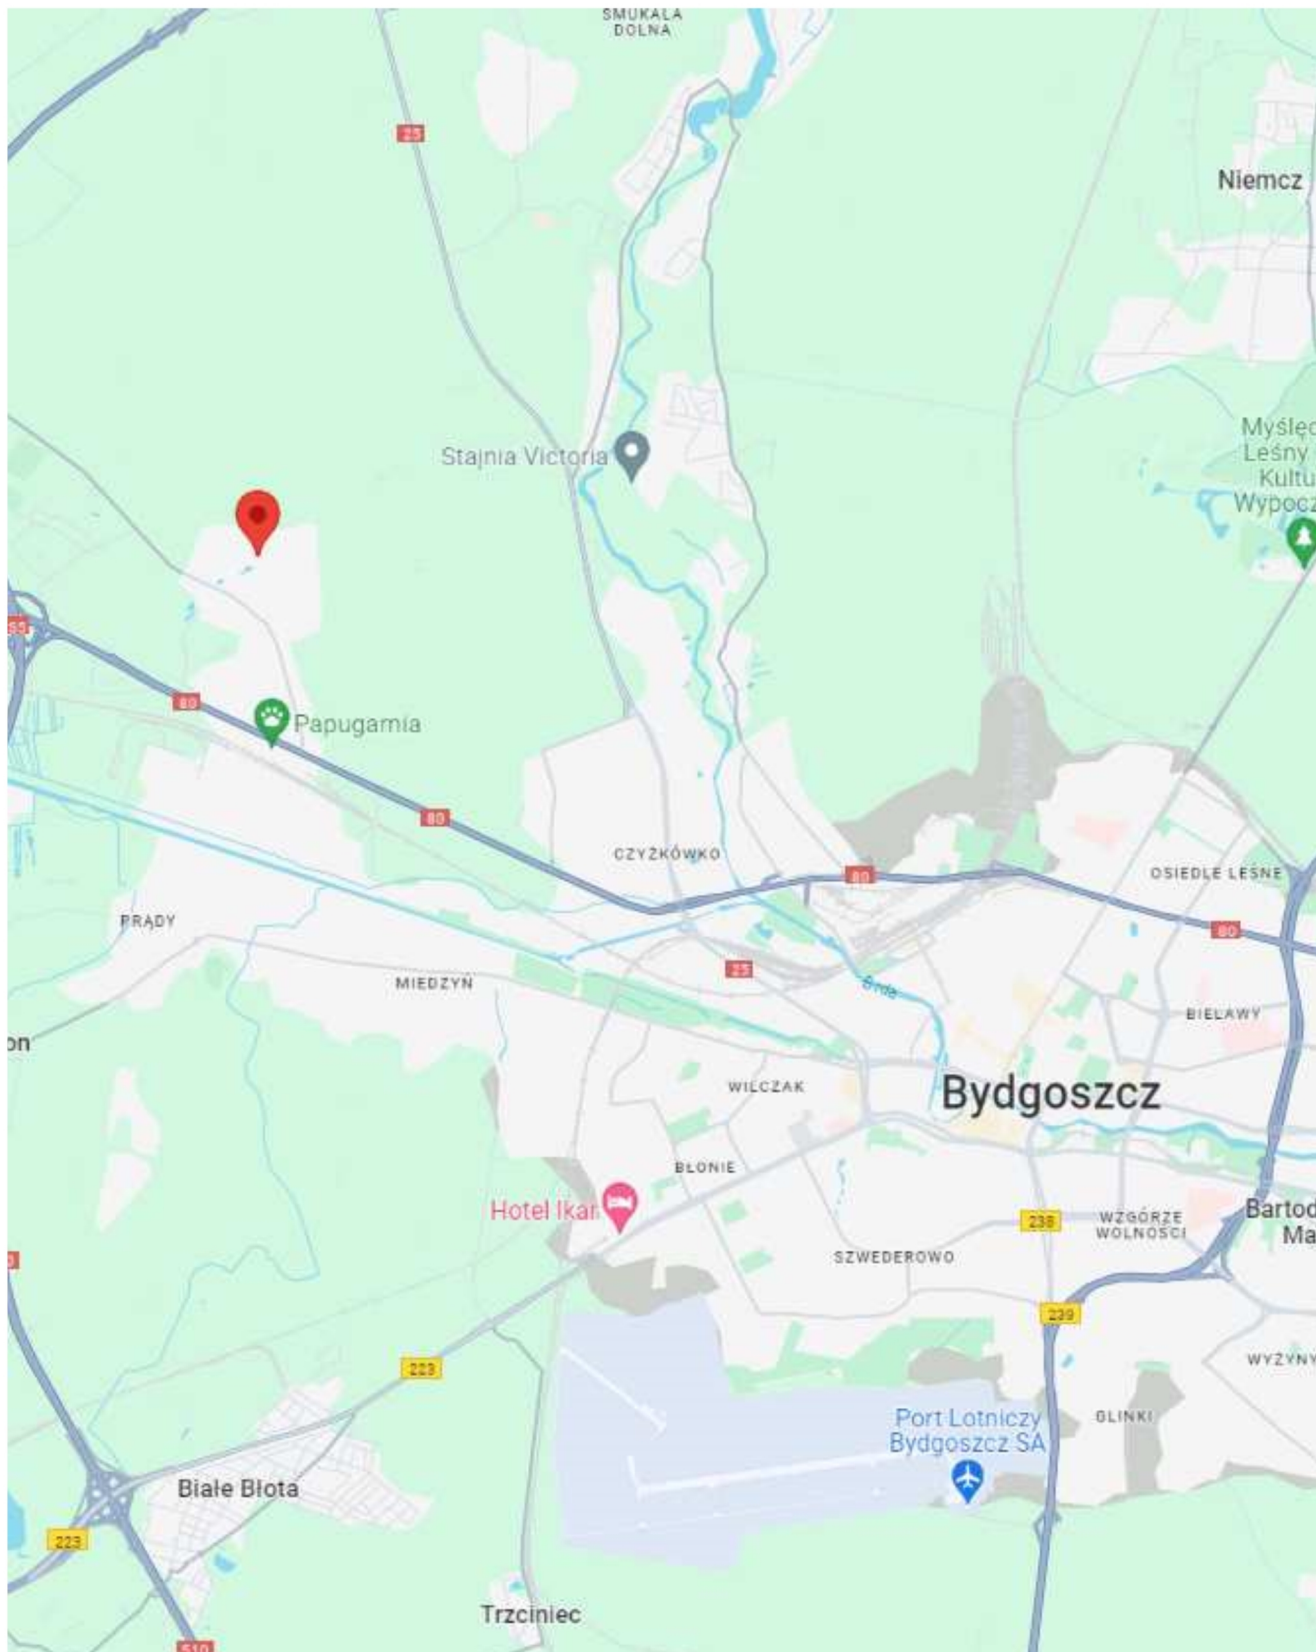 SMUKAŁA
DOLNA
25
Niemcz
Myślęc
Leśny
Kultu
Wypocz
Stajnia Victoria
80
Papugarnia
80
CZYŻKÓWKO
80
OSIEDLE LEŚNE
PRĄDY
80
25
MIEDZYŃ
Brda
BIELAWY
on
WILCZAK
Bydgoszcz
BŁONIE
Hotel Ikar
238
WZGÓRZE
WOLNOŚCI
Bartod
Ma
SZWEDEROWO
239
223
WYŻYNY
GLINKI
Port Lotniczy
Bydgoszcz SA
Białe Błota
223
Trzciniec
S10